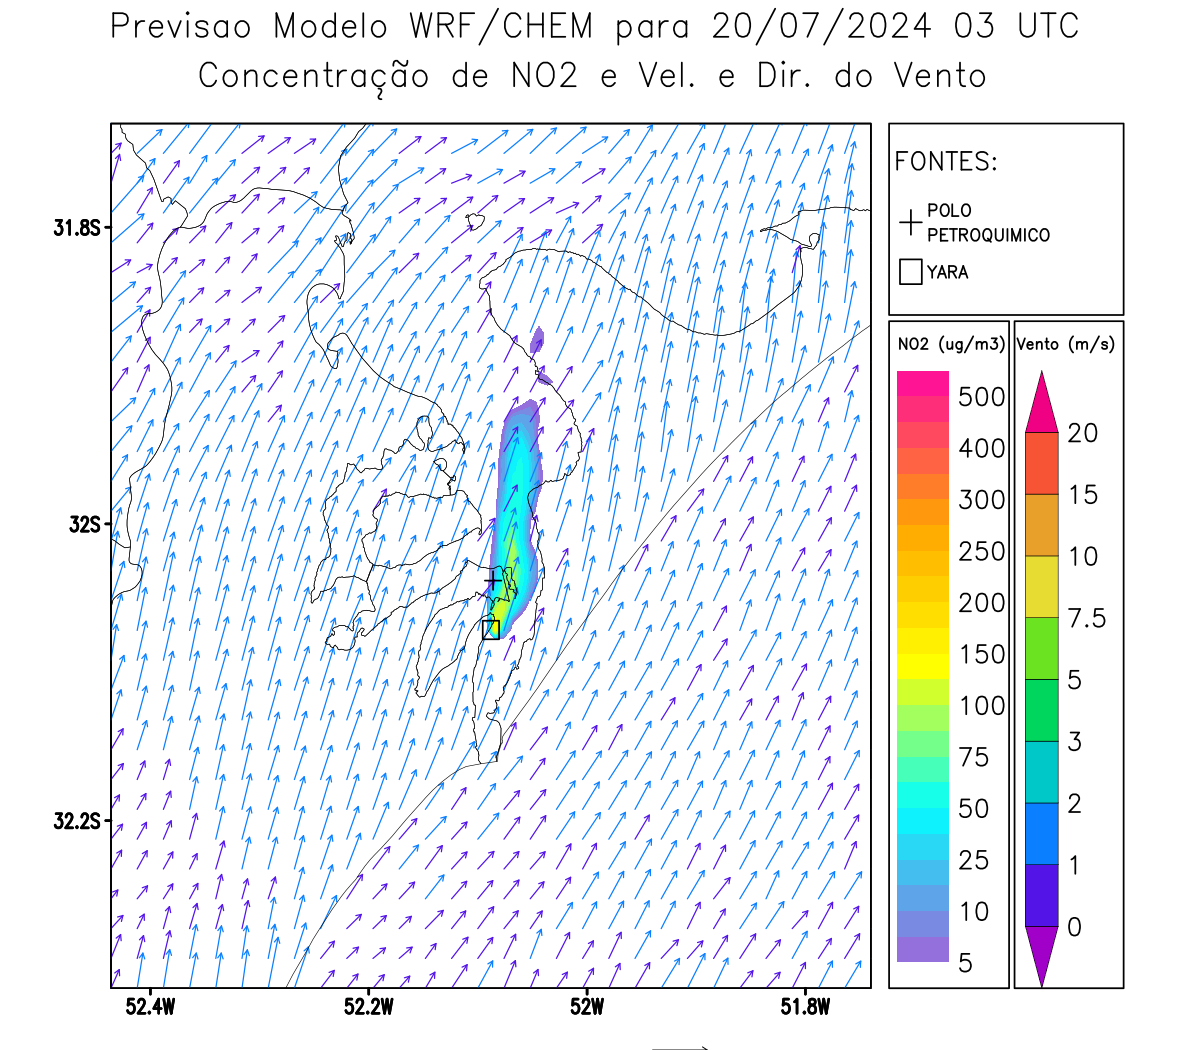 Previsao Modelo WRF/CHEM para 20/07/2024 03 UTC
Concentração de NO2 e Vel. e Dir. do Vento
FONTES:
POLO
PETROQUIMICO
YARA
31.8S
32S
32.2S
52.4W
52.2W
52W
51.8W
NO2 (ug/m3)
500
400
300
250
200
150
100
75
50
25
10
5
Vento (m/s)
20
15
10
7.5
5
3
2
1
0